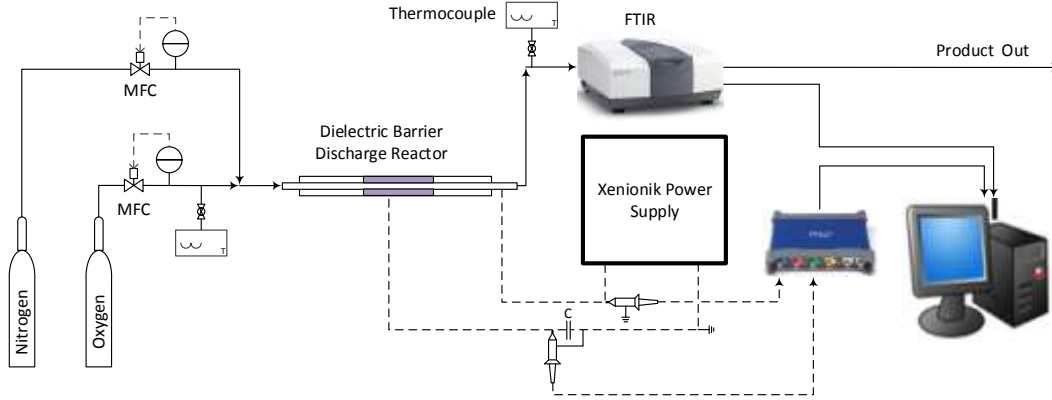 Thermocouple
T
FTIR
Product Out
MFC
Dielectric Barrier
Discharge Reactor
Xenionik Power
Supply
MFC
T
Nitrogen
Oxygen
C